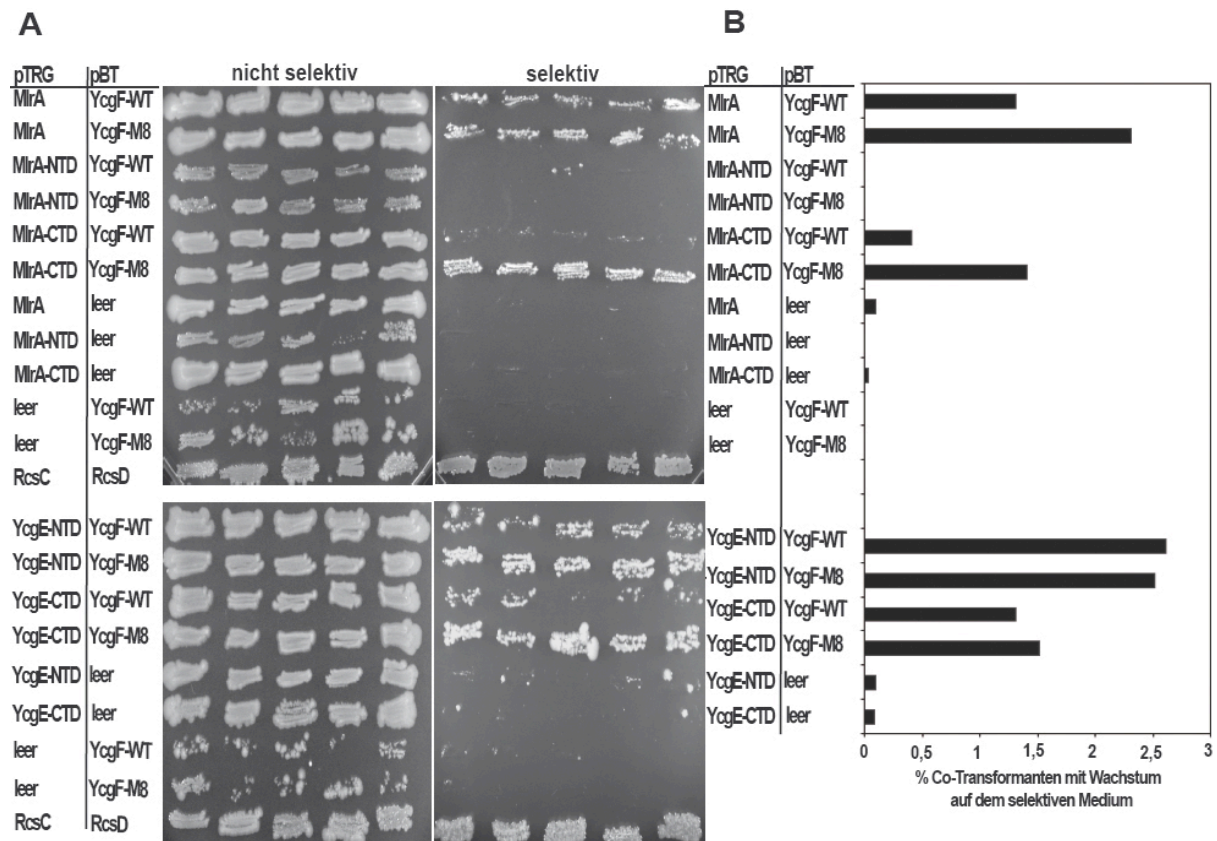 A
B
pTRG pBT nicht selektiv selektiv pTRG pBT
MlrA YcgF-WT MlrA YcgF-WT
MlrA YcgF-M8 MlrA YcgF-M8
MlrA-NTD YcgF-WT MlrA-NTD YcgF-WT
MlrA-NTD YcgF-M8 MlrA-NTD YcgF-M8
MlrA-CTD YcgF-WT MlrA-CTD YcgF-WT
MlrA-CTD YcgF-M8 MlrA-CTD YcgF-M8
MlrA leer MlrA leer
MlrA-NTD leer MlrA-NTD leer
MlrA-CTD leer MlrA-CTD leer
leer YcgF-WT leer YcgF-WT
leer YcgF-M8 leer YcgF-M8
RcsC RcsD
YcgE-NTD YcgF-WT YcgE-NTD YcgF-WT
YcgE-NTD YcgF-M8 YcgE-NTD YcgF-M8
YcgE-CTD YcgF-WT YcgE-CTD YcgF-WT
YcgE-CTD YcgF-M8 YcgE-CTD YcgF-M8
YcgE-NTD leer YcgE-NTD leer
YcgE-CTD leer YcgE-CTD leer
leer YcgF-WT
leer YcgF-M8
RcsC RcsD
0 0,5 1 1,5 2 2,5 3
% Co-Transformanten mit Wachstum
auf dem selektiven Medium